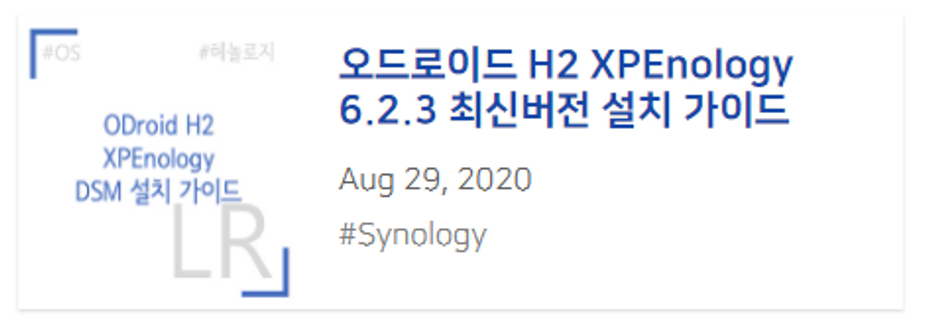 #OS
#헤놀로지
ODroid H2
XPEnology
DSM 설치 가이드
LR
오드로이드 H2 XPEnology
6.2.3 최신버전 설치 가이드
Aug 29, 2020
#Synology